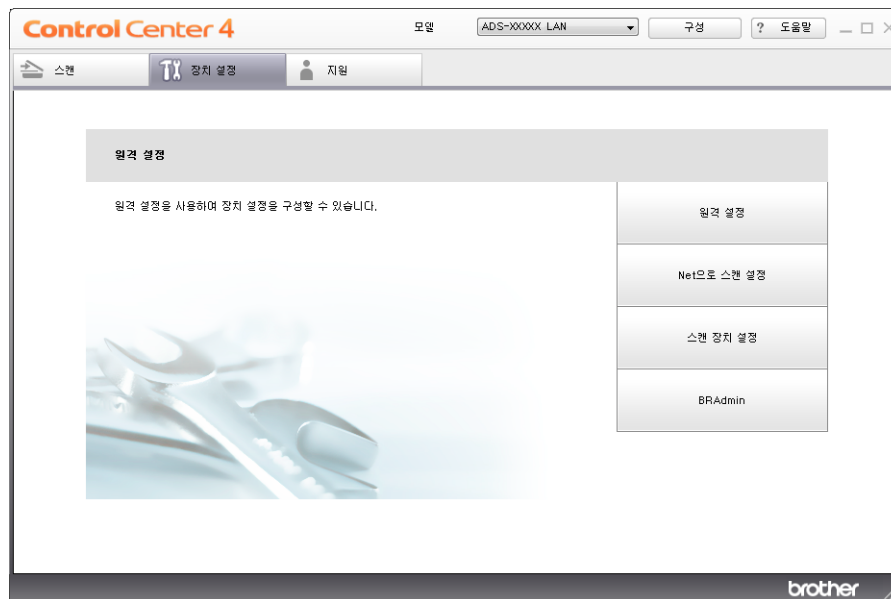 Control Center 4
모델
ADS-XXXXX LAN
구성
? 도움말
스캔
장치 설정
지원
원격 설정
원격 설정을 사용하여 장치 설정을 구성할 수 있습니다.
원격 설정
Net으로 스캔 설정
스캔 장치 설정
BRAdmin
brother